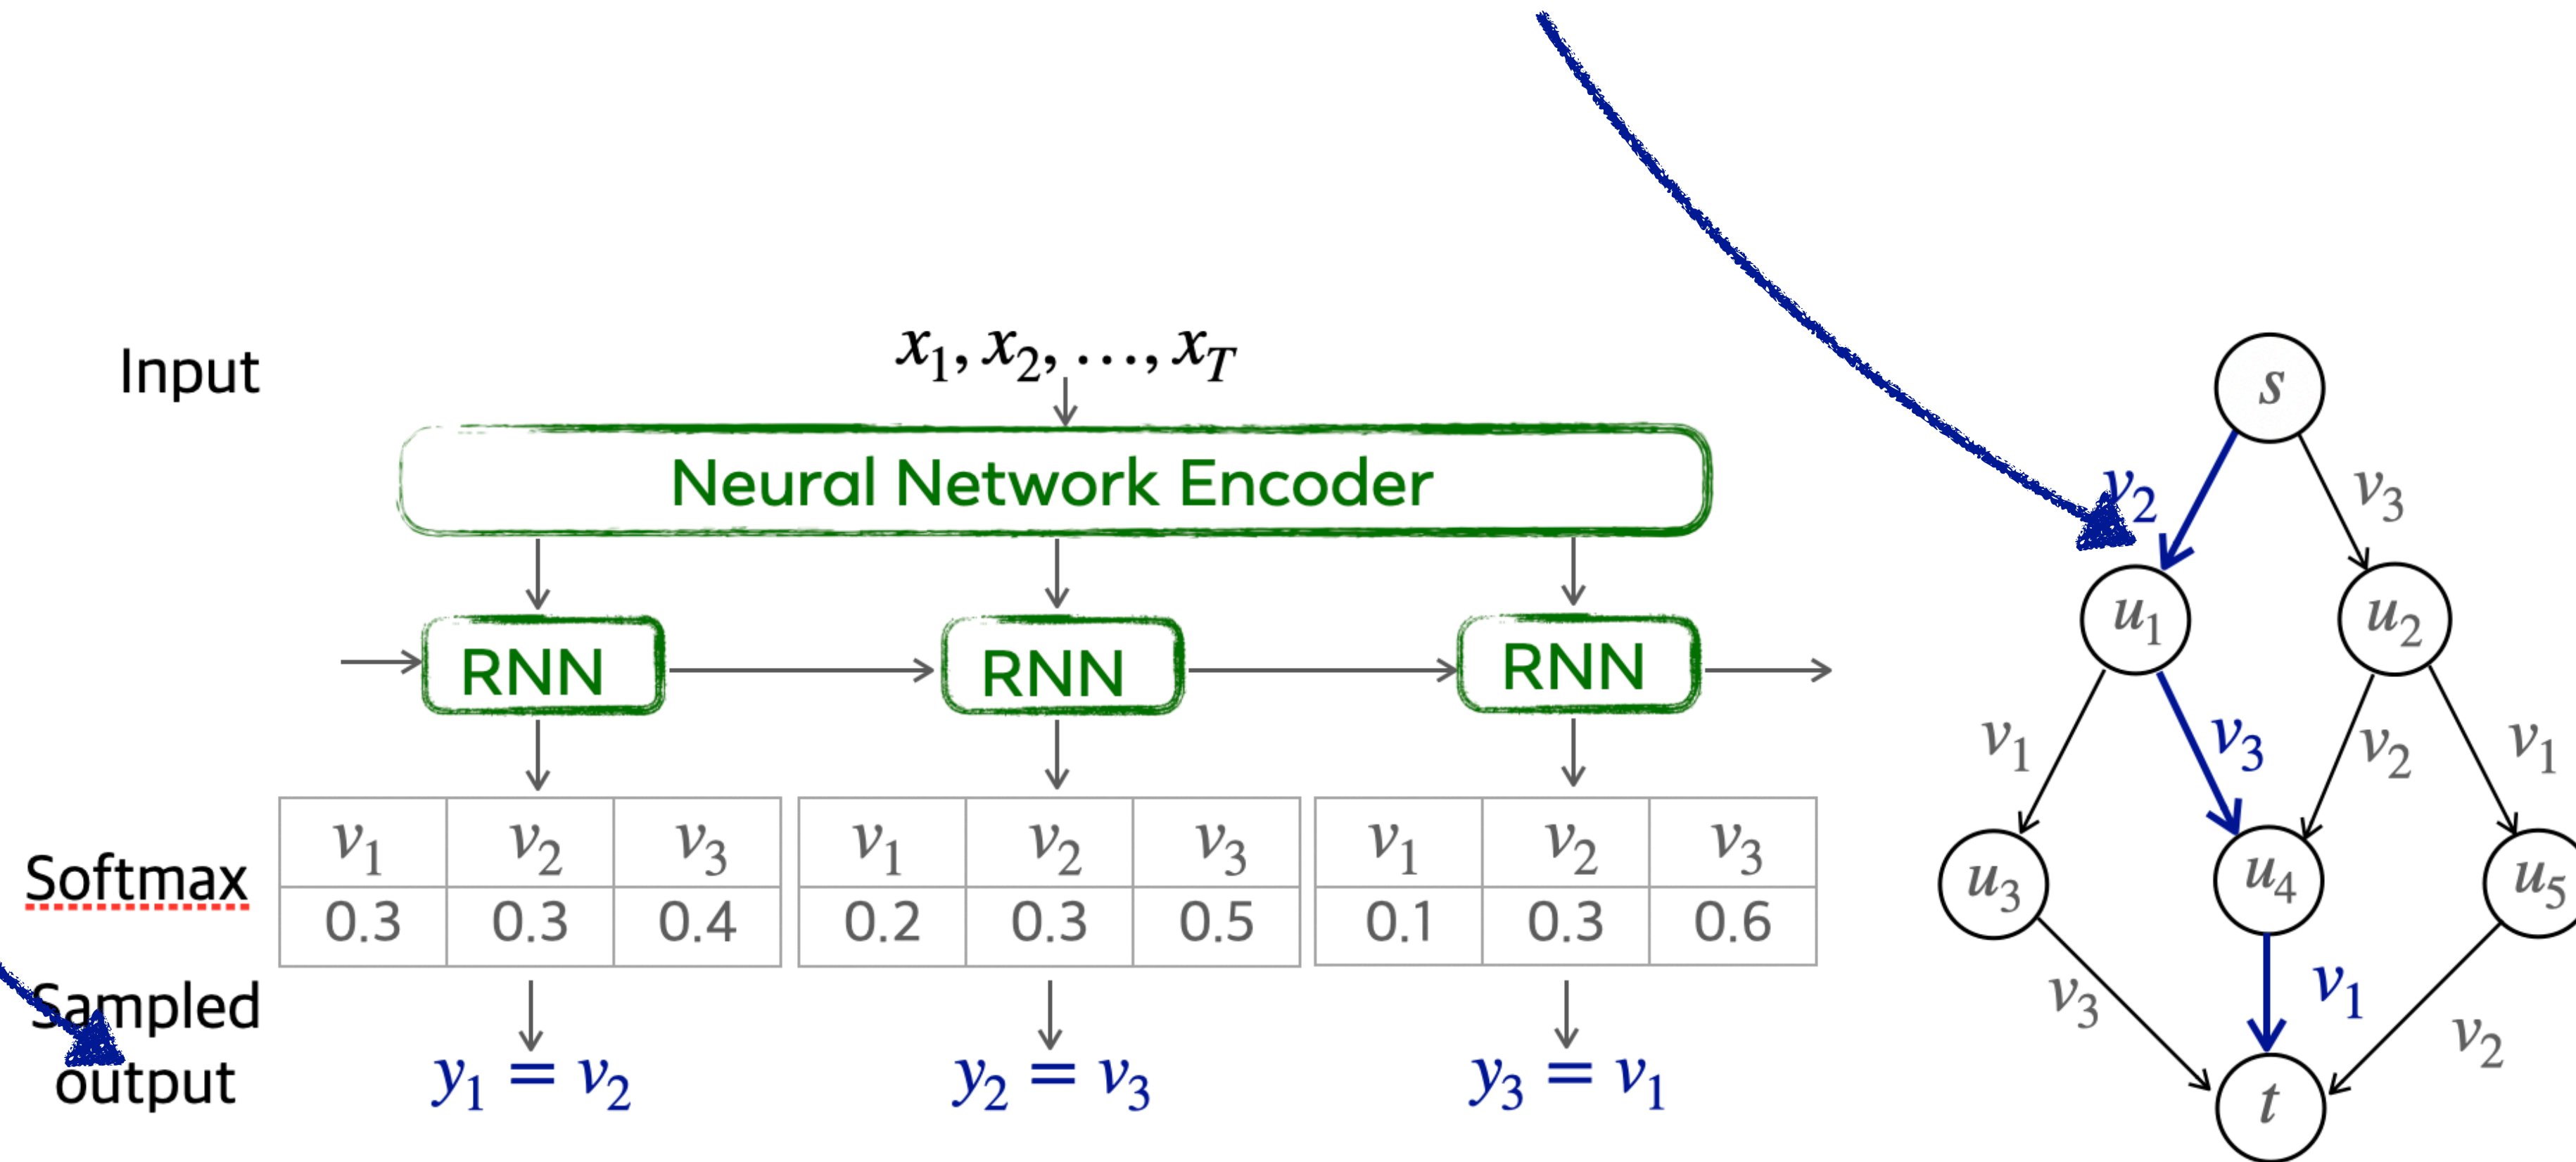 Input
x₁, x₂, …, x_T
Neural Network Encoder
RNN RNN RNN
v₁ v₂ v₃ v₁ v₂ v₃ v₁ v₂ v₃
Softmax
0.3 0.3 0.4 0.2 0.3 0.5 0.1 0.3 0.6
Sampled
output
y₁ = v₂ y₂ = v₃ y₃ = v₁
s
v₂ v₃
u₁ u₂
v₁ v₃ v₂ v₁
u₃ u₄ u₅
v₃ v₁ v₂
t